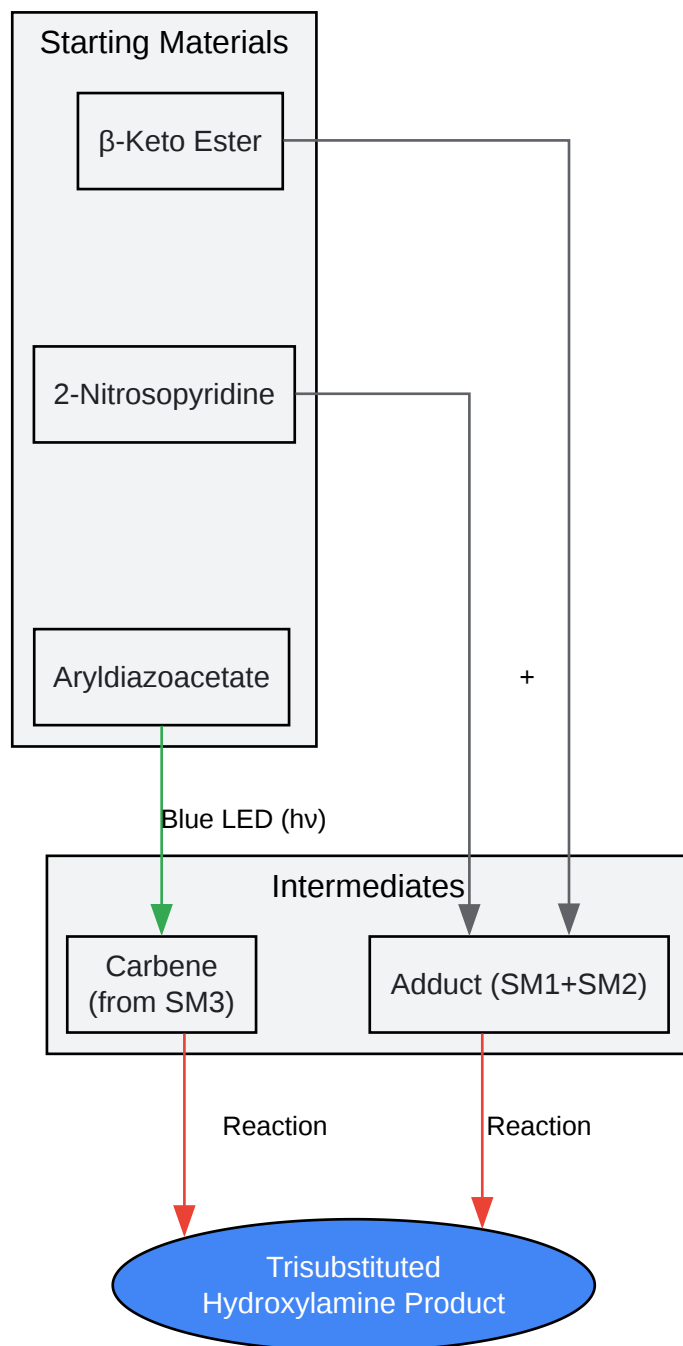 Starting Materials
β-Keto Ester
2-Nitrosopyridine
Aryldiazoacetate
+
Blue LED (hν)
Intermediates
Carbene
(from SM3)
Adduct (SM1+SM2)
Reaction
Reaction
Trisubstituted
Hydroxylamine Product